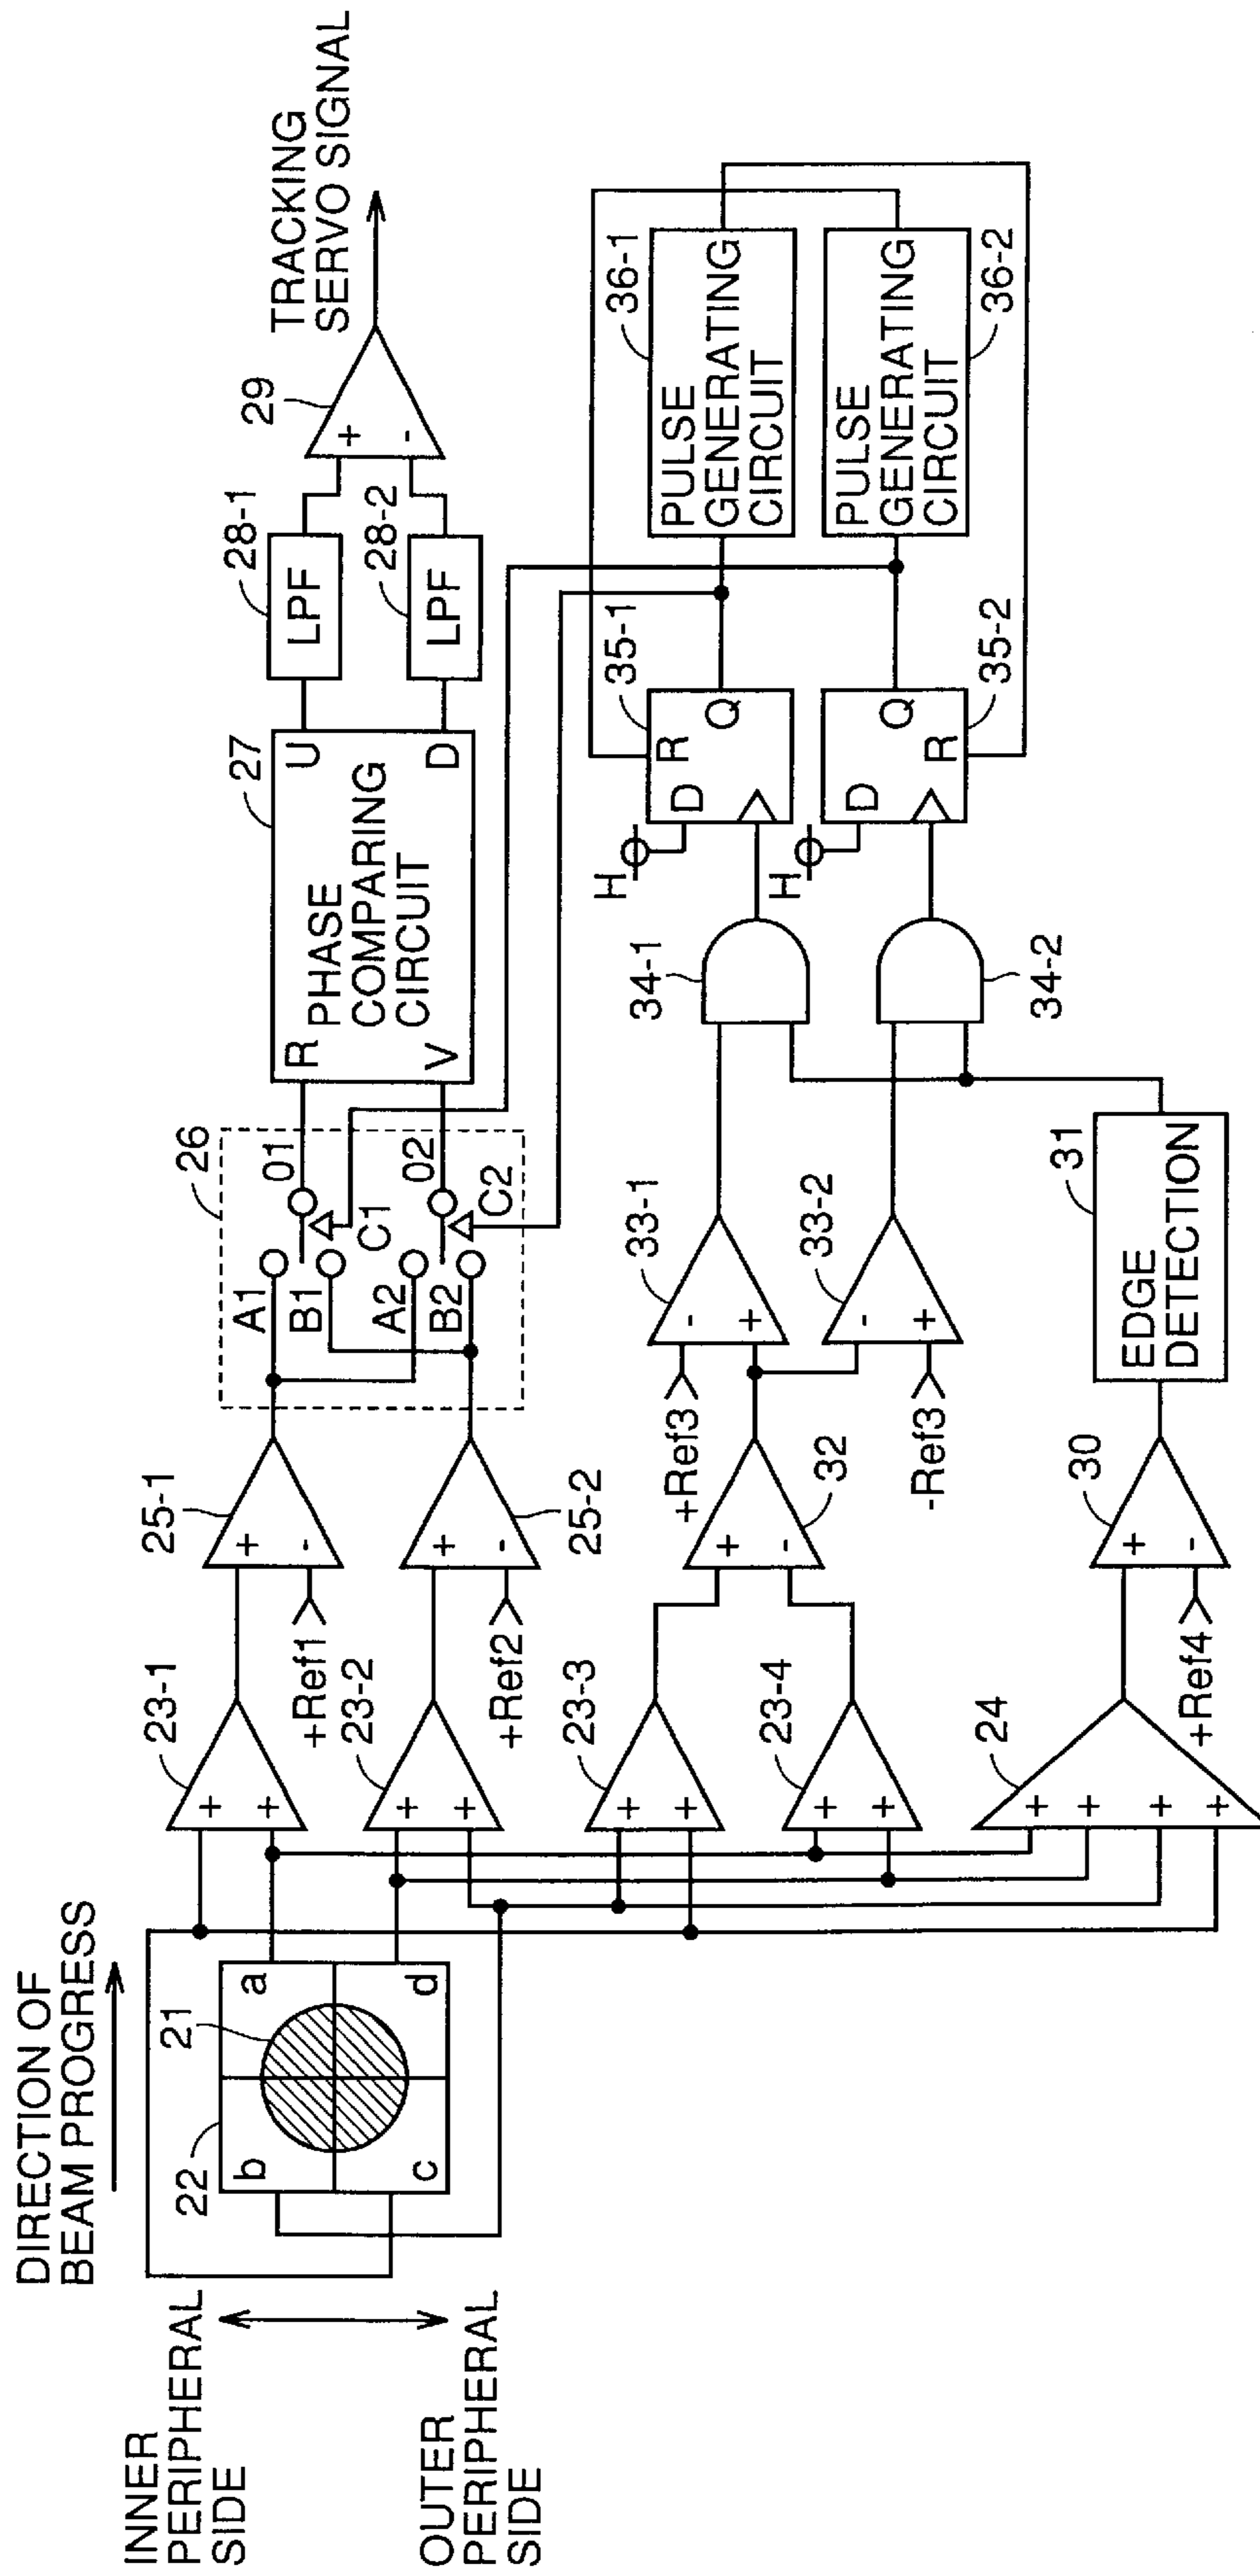 DIRECTION OF
BEAM PROGRESS
INNER
PERIPHERAL
SIDE
OUTER
PERIPHERAL
SIDE
22
21
b
a
c
d
23-1
+
+
23-2
+
+
23-3
+
+
23-4
+
+
24
+
+
+
+
25-1
+
-
+Ref1
25-2
+
-
+Ref2
26
A1
B1
01
C1
A2
B2
02
C2
27
R
V
PHASE
COMPARING
CIRCUIT
U
D
28-1
LPF
28-2
LPF
29
+
-
TRACKING
SERVO SIGNAL
32
+
-
+Ref3
33-1
-
+
33-2
-
+
-Ref3
30
+
-
+Ref4
31
EDGE
DETECTION
34-1
34-2
H
D
R
Q
35-1
H
D
R
Q
35-2
36-1
PULSE
GENERATING
CIRCUIT
PULSE
GENERATING
CIRCUIT
36-2